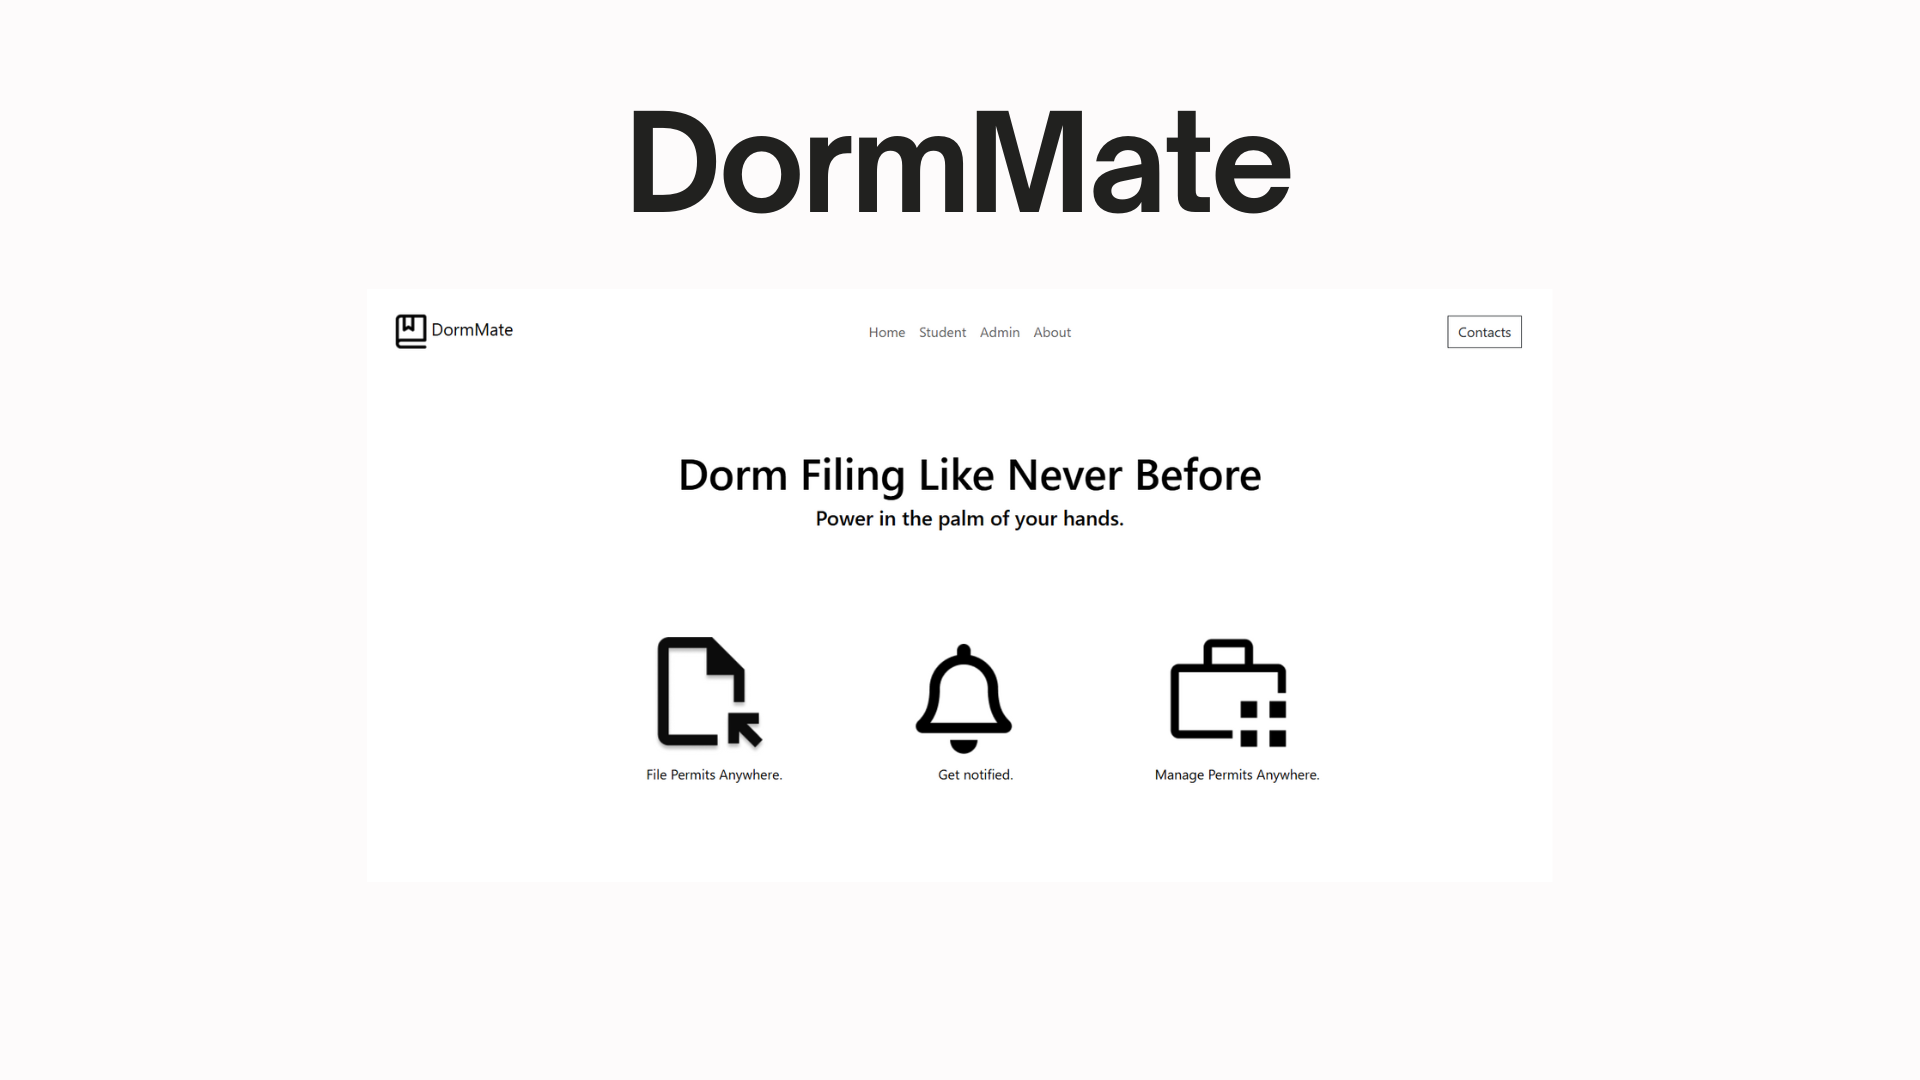 DormMate
DormMate
Home Student Admin About
Contacts
Dorm Filing Like Never Before
Power in the palm of your hands.
File Permits Anywhere.
Get notified.
Manage Permits Anywhere.